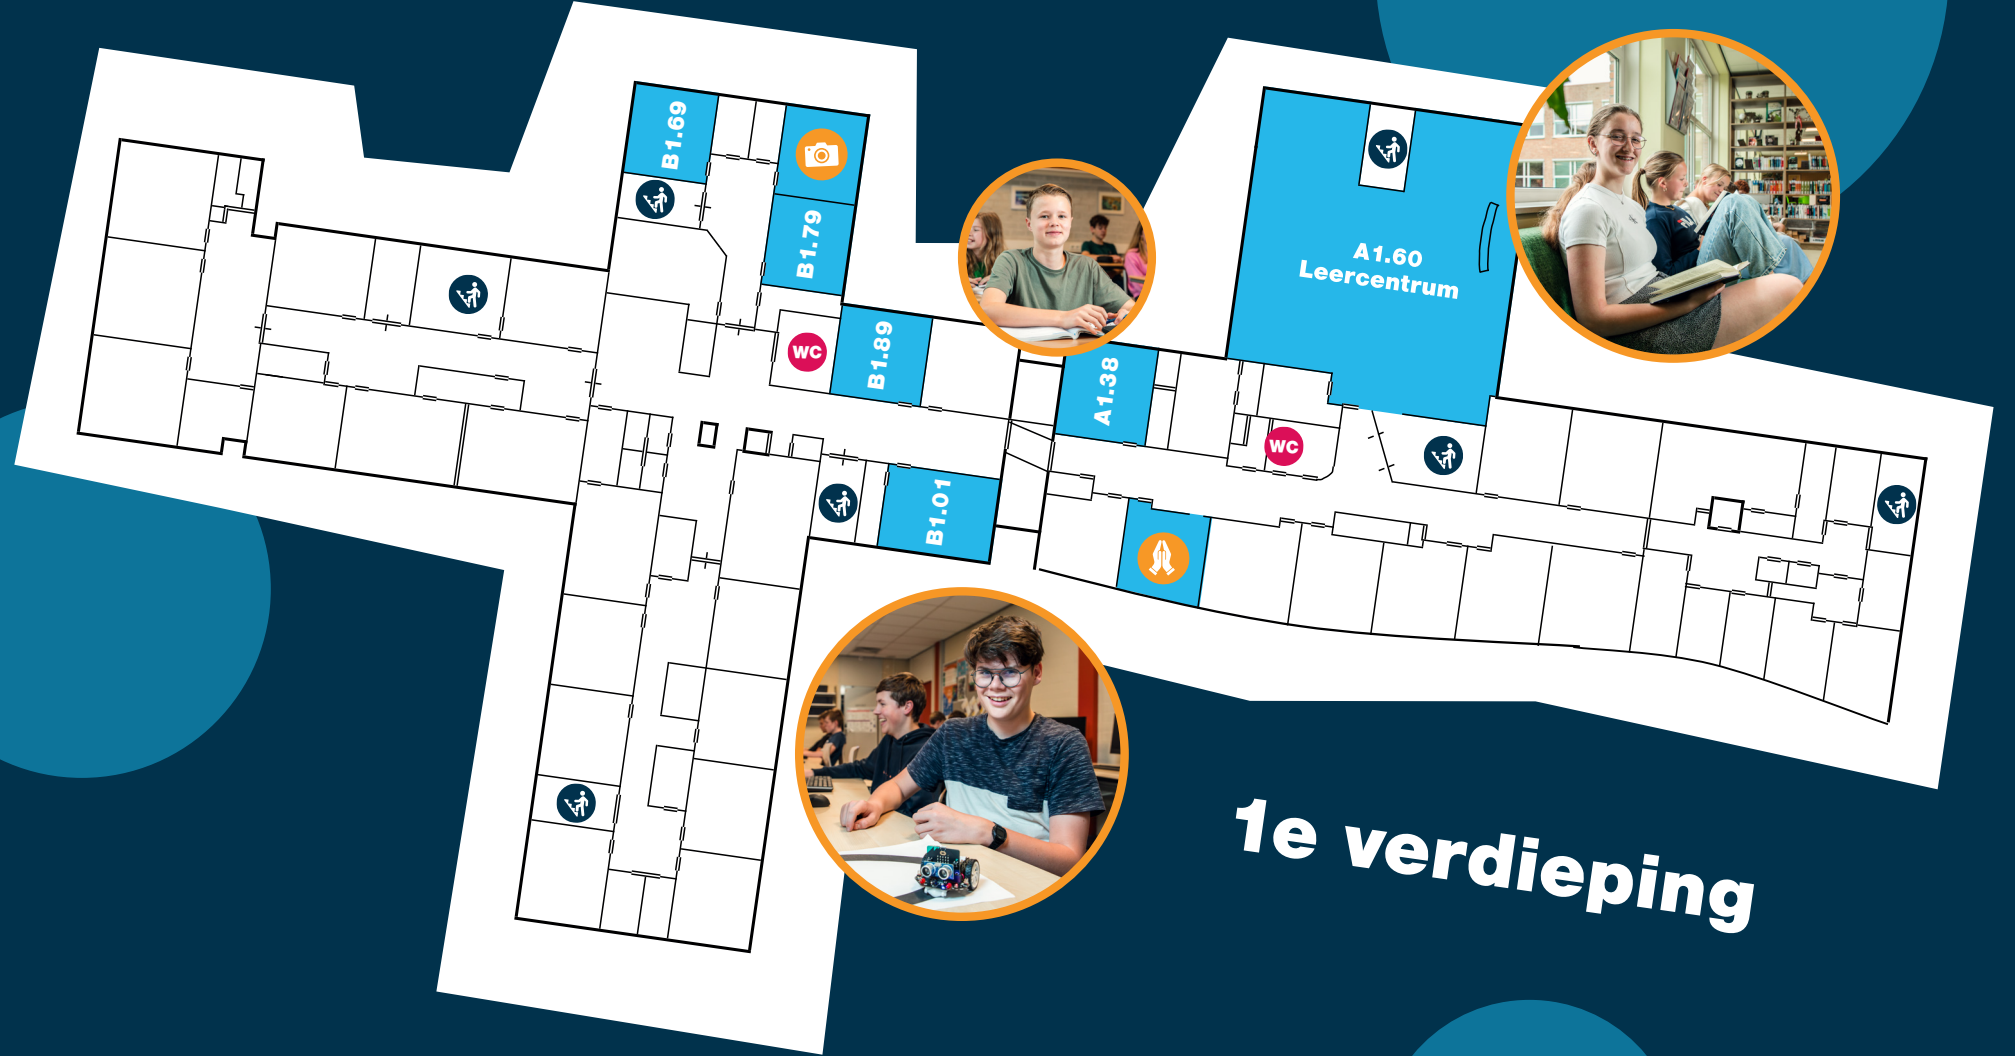 B1.69
B1.79
WC
B1.89
A1.38
A1.60
Leercentrum
WC
B1.01
1e verdieping